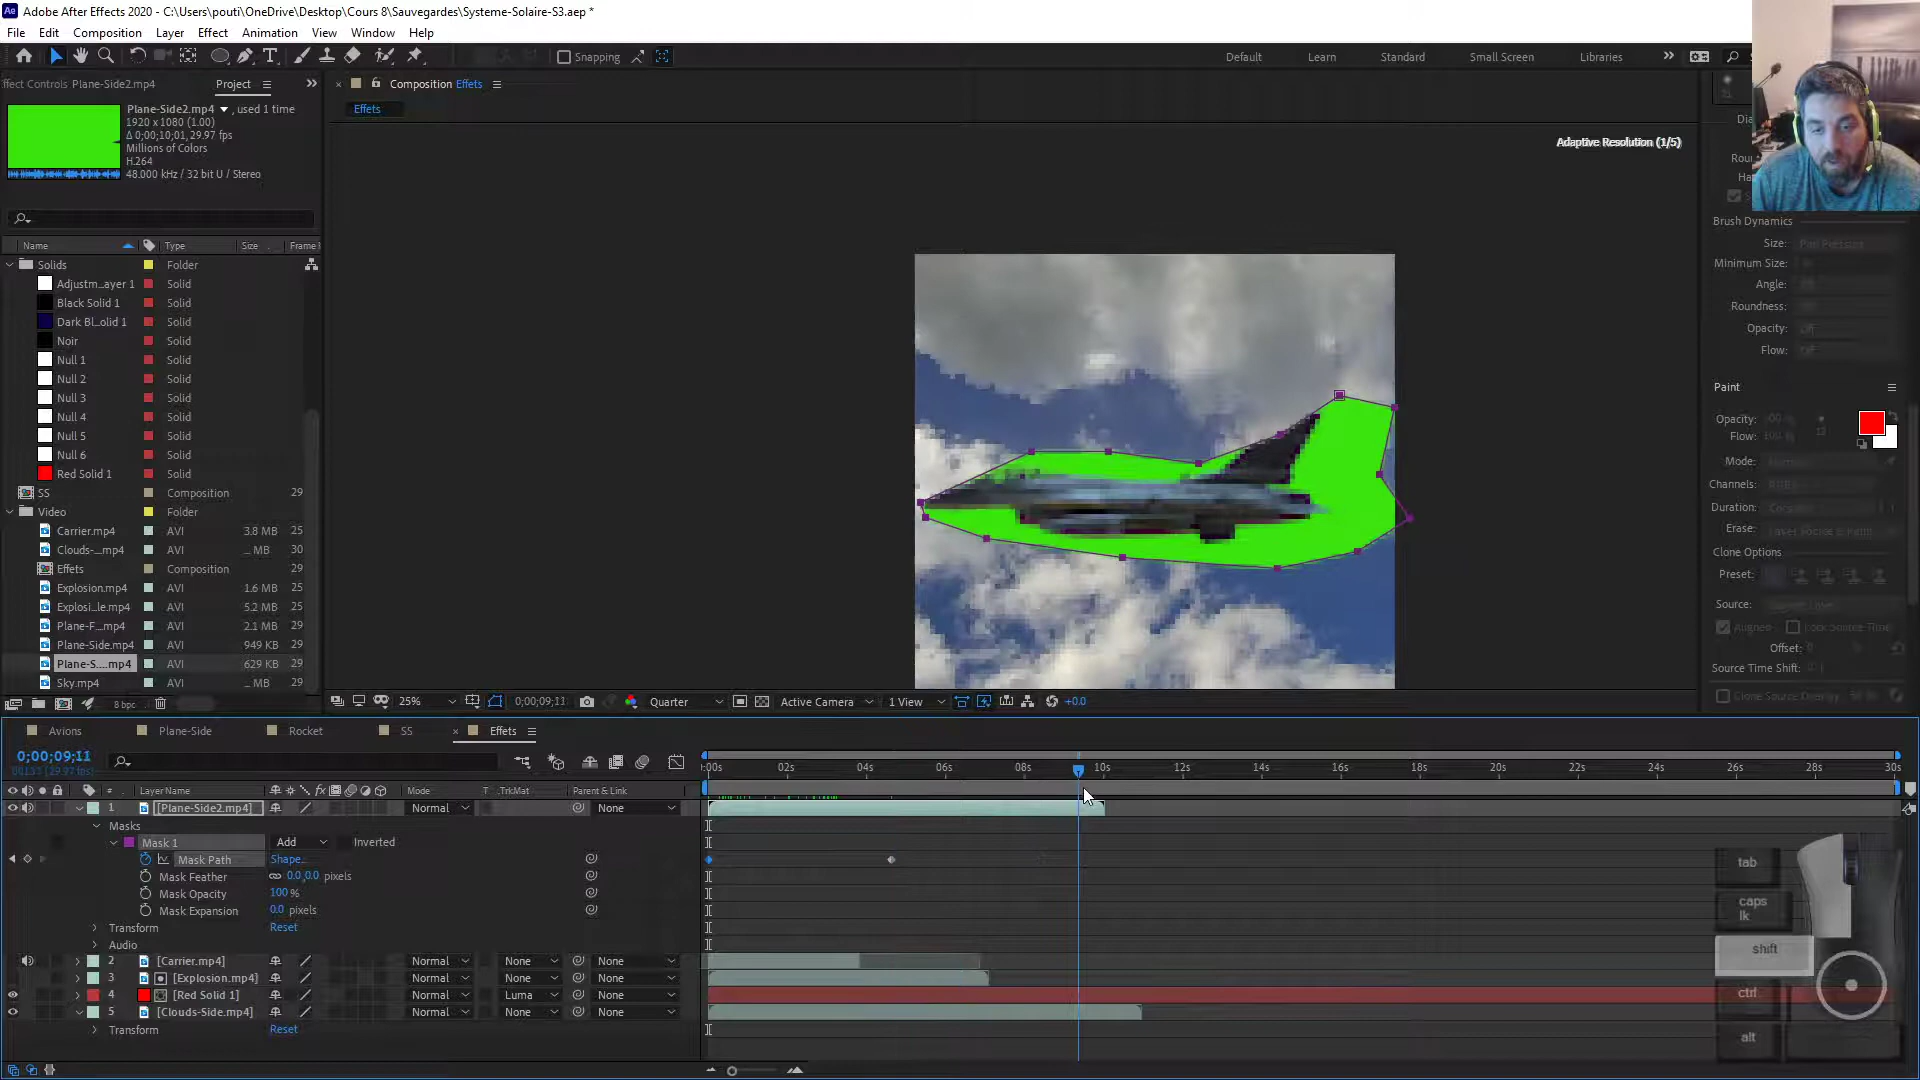 Adobe After Effects 2020 - C:\Users\pouti\OneDrive\Desktop\Cours 8\Sauvegardes\Systeme-Solaire-S3.aep *
File Edit Composition Layer Effect Animation View Window Help
Snapping
Default Learn Standard Small Screen Libraries
ffect Controls Plane-Side2.mp4 Project
Composition Effets
Effets
Plane-Side2.mp4 , used 1 time
1920 x 1080 (1.00)
Δ 0;00;10;01, 29.97 fps
Millions of Colors
H.264
48.000 kHz / 32 bit U / Stereo
Adaptive Resolution (1/5)
Name Type Size Frame
Solids Folder
Adjustm...ayer 1 Solid
Black Solid 1 Solid
Dark Bl...olid 1 Solid
Noir Solid
Null 1 Solid
Null 2 Solid
Null 3 Solid
Null 4 Solid
Null 5 Solid
Null 6 Solid
Red Solid 1 Solid
SS Composition 29
Video Folder
Carrier.mp4 AVI 3.8 MB 25
Clouds-...mp4 AVI ... MB 30
Effets Composition 29
Explosion.mp4 AVI 1.6 MB 25
Explosi...le.mp4 AVI 5.2 MB 25
Plane-F...mp4 AVI 2.1 MB 29
Plane-Side.mp4 AVI 949 KB 29
Plane-S...mp4 AVI 629 KB 29
Sky.mp4 AVI ... MB 29
8 bpc
25% 0;00;09;11 Quarter Active Camera 1 View +0.0
Brush Dynamics
Size: Pen Pressure
Minimum Size:
Angle:
Roundness:
Opacity: Off
Flow: Off
Paint
Opacity:
Flow:
Mode:
Channels:
Duration:
Erase:
Clone Options
Preset:
Source:
Aligned Lock Source Time
Offset: 0
Source Time Shift:
Clone Source Overlay
Avions Plane-Side Rocket SS Effets
0;00;09;11
Layer Name Mode T TrkMat Parent & Link
:00s 02s 04s 06s 08s 10s 12s 14s 16s 18s 20s 22s 24s 26s 28s 30s
1 [Plane-Side2.mp4] Normal None
Masks
Mask 1 Add Inverted
Mask Path Shape...
Mask Feather 0.0,0.0 pixels
Mask Opacity 100 %
Mask Expansion 0.0 pixels
Transform Reset
Audio
2 [Carrier.mp4] Normal None None
3 [Explosion.mp4] Normal None None
4 [Red Solid 1] Normal Luma None
5 [Clouds-Side.mp4] Normal None None
Transform Reset
tab
caps
lk
shift
ctrl
alt